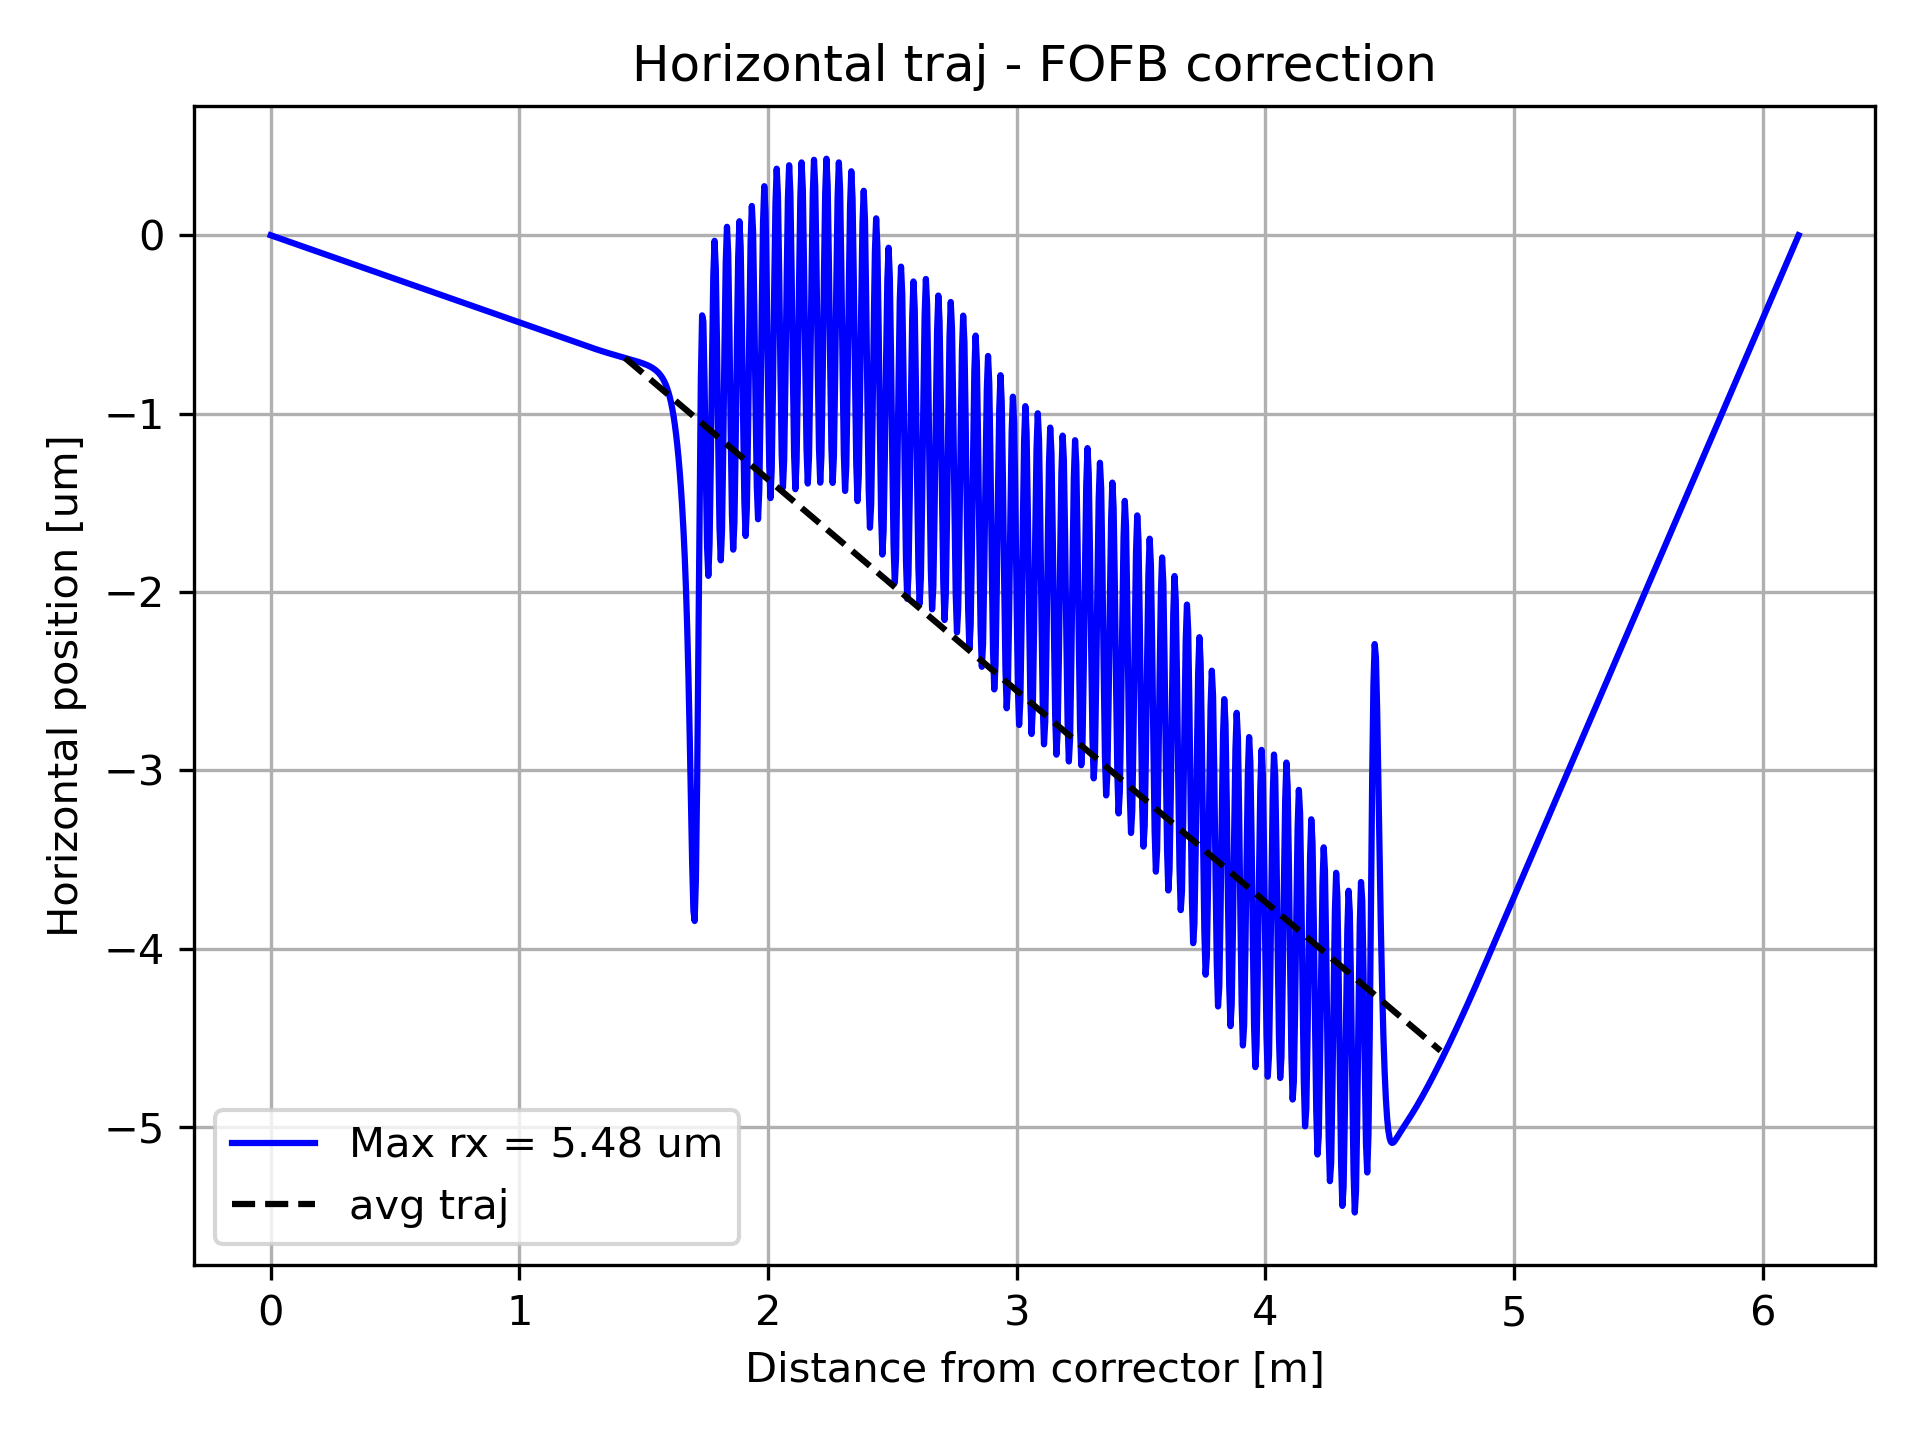 Horizontal traj - FOFB correction
Horizontal position [um]
0
−1
−2
−3
−4
−5
Max rx = 5.48 um
avg traj
0 1 2 3 4 5 6
Distance from corrector [m]